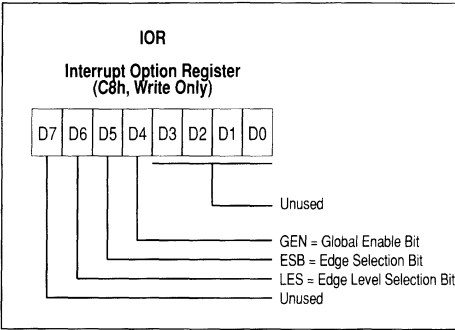 IOR
Interrupt Option Register
(C8h, Write Only)
D7 D6 D5 D4 D3 D2 D1 D0
Unused
GEN = Global Enable Bit
ESB = Edge Selection Bit
LES = Edge Level Selection Bit
Unused